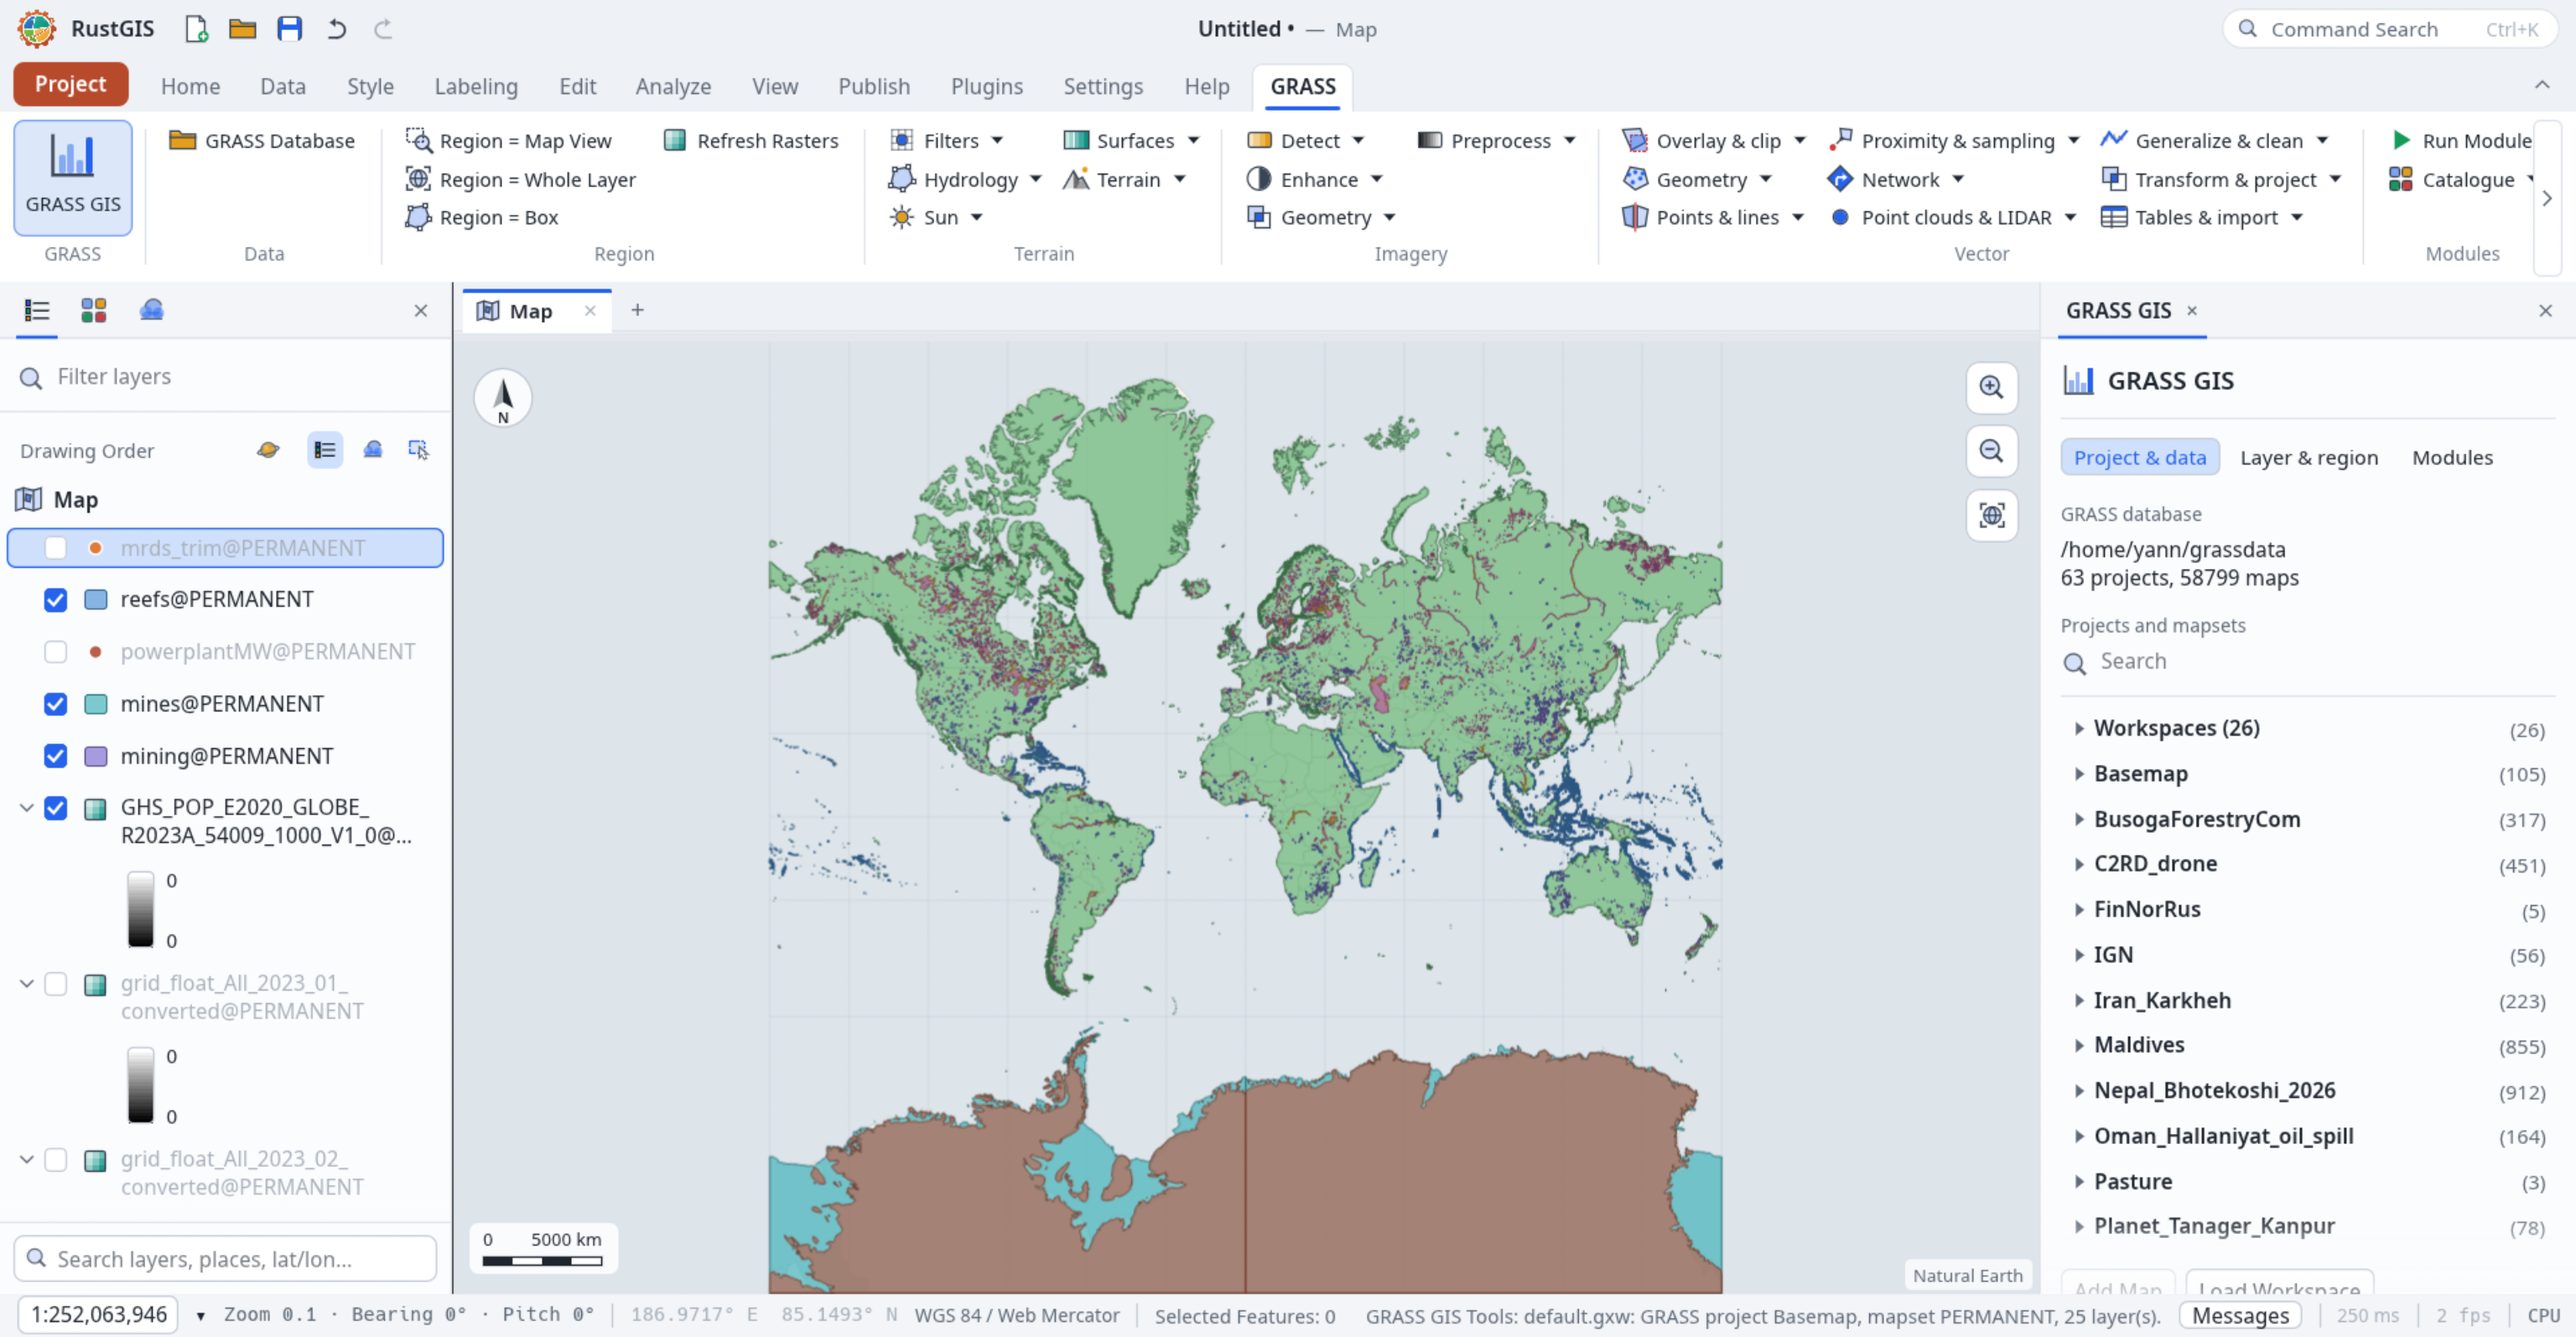 RustGIS
Untitled • — Map
Command Search Ctrl+K
Project Home Data Style Labeling Edit Analyze View Publish Plugins Settings Help GRASS
GRASS GIS
GRASS
GRASS Database
Data
Region = Map View
Refresh Rasters
Region = Whole Layer
Region = Box
Region
Filters
Surfaces
Hydrology
Terrain
Sun
Terrain
Detect
Preprocess
Enhance
Geometry
Imagery
Overlay & clip
Proximity & sampling
Generalize & clean
Geometry
Network
Transform & project
Points & lines
Point clouds & LIDAR
Tables & import
Vector
Run Module
Catalogue
Modules
Filter layers
Drawing Order
Map
mrds_trim@PERMANENT
reefs@PERMANENT
powerplantMW@PERMANENT
mines@PERMANENT
mining@PERMANENT
GHS_POP_E2020_GLOBE_
R2023A_54009_1000_V1_0@...
0
0
grid_float_All_2023_01_
converted@PERMANENT
0
0
grid_float_All_2023_02_
converted@PERMANENT
Search layers, places, lat/lon...
Map
N
0 5000 km
Natural Earth
GRASS GIS
GRASS GIS
Project & data Layer & region Modules
GRASS database
/home/yann/grassdata
63 projects, 58799 maps
Projects and mapsets
Search
Workspaces (26) (26)
Basemap (105)
BusogaForestryCom (317)
C2RD_drone (451)
FinNorRus (5)
IGN (56)
Iran_Karkheh (223)
Maldives (855)
Nepal_Bhotekoshi_2026 (912)
Oman_Hallaniyat_oil_spill (164)
Pasture (3)
Planet_Tanager_Kanpur (78)
Add Map Load Workspace
1:252,063,946 Zoom 0.1 · Bearing 0° · Pitch 0° 186.9717° E 85.1493° N WGS 84 / Web Mercator Selected Features: 0 GRASS GIS Tools: default.gxw: GRASS project Basemap, mapset PERMANENT, 25 layer(s). Messages 250 ms 2 fps CPU